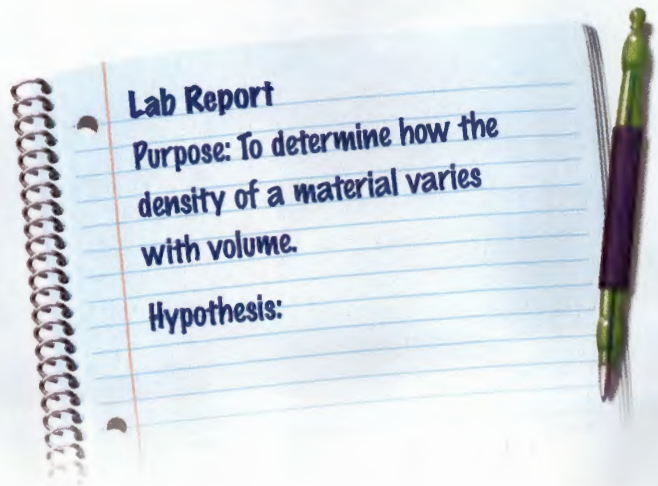 Lab Report
Purpose: To determine how the
density of a material varies
with volume.
Hypothesis: